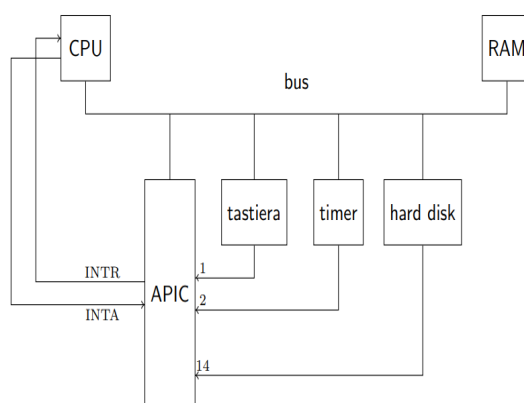 CPU
RAM
bus
tastiera
timer
hard disk
1
INTR
APIC
2
INTA
14